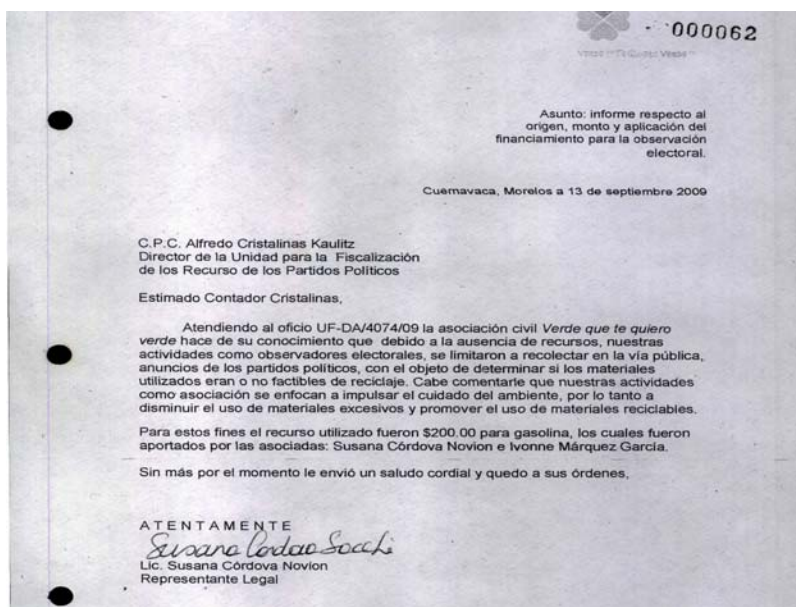 000062
Asunto: informe respecto al
origen, monto y aplicación del
financiamiento para la observación
electoral.
Cuernavaca, Morelos a 13 de septiembre 2009
C.P.C. Alfredo Cristalinas Kaulitz
Director de la Unidad para la Fiscalización
de los Recurso de los Partidos Políticos
Estimado Contador Cristalinas,
Atendiendo al oficio UF-DA/4074/09 la asociación civil Verde que te quiero
verde hace de su conocimiento que debido a la ausencia de recursos, nuestras
actividades como observadores electorales, se limitaron a recolectar en la vía pública,
anuncios de los partidos políticos, con el objeto de determinar si los materiales
utilizados eran o no factibles de reciclaje. Cabe comentarle que nuestras actividades
como asociación se enfocan a impulsar el cuidado del ambiente, por lo tanto a
disminuir el uso de materiales excesivos y promover el uso de materiales reciclables.
Para estos fines el recurso utilizado fueron $200.00 para gasolina, los cuales fueron
aportados por las asociadas: Susana Córdova Novion e Ivonne Márquez García.
Sin más por el momento le envió un saludo cordial y quedo a sus órdenes,
ATENTAMENTE
Susana
Lic. Susana Córdova Novion
Representante Legal